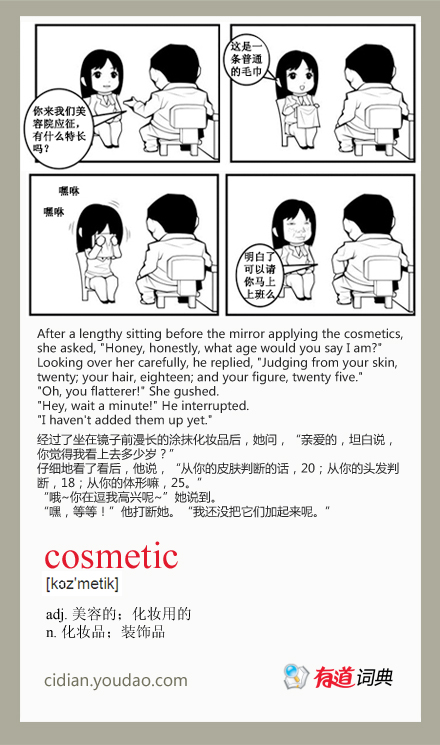 你来我们美
容院应征，
有什么特长
吗？
这是一
条普通
的毛巾
嘿咻
嘿咻
明白了
可以请
你马上
上班么
After a lengthy sitting before the mirror applying the cosmetics,
she asked, "Honey, honestly, what age would you say I am?"
Looking over her carefully, he replied, "Judging from your skin,
twenty; your hair, eighteen; and your figure, twenty five."
"Oh, you flatterer!" She gushed.
"Hey, wait a minute!" He interrupted.
"I haven't added them up yet."
经过了坐在镜子前漫长的涂抹化妆品后，她问，“亲爱的，坦白说，
你觉得我看上去多少岁？”
仔细地看了看后，他说，“从你的皮肤判断的话，20；从你的头发判
断，18；从你的体形嘛，25。”
“哦~你在逗我高兴呢~”她说到。
“嘿，等等！”他打断她。“我还没把它们加起来呢。”
cosmetic
[kɔz'metik]
adj. 美容的；化妆用的
n. 化妆品；装饰品
cidian.youdao.com
有道 词典